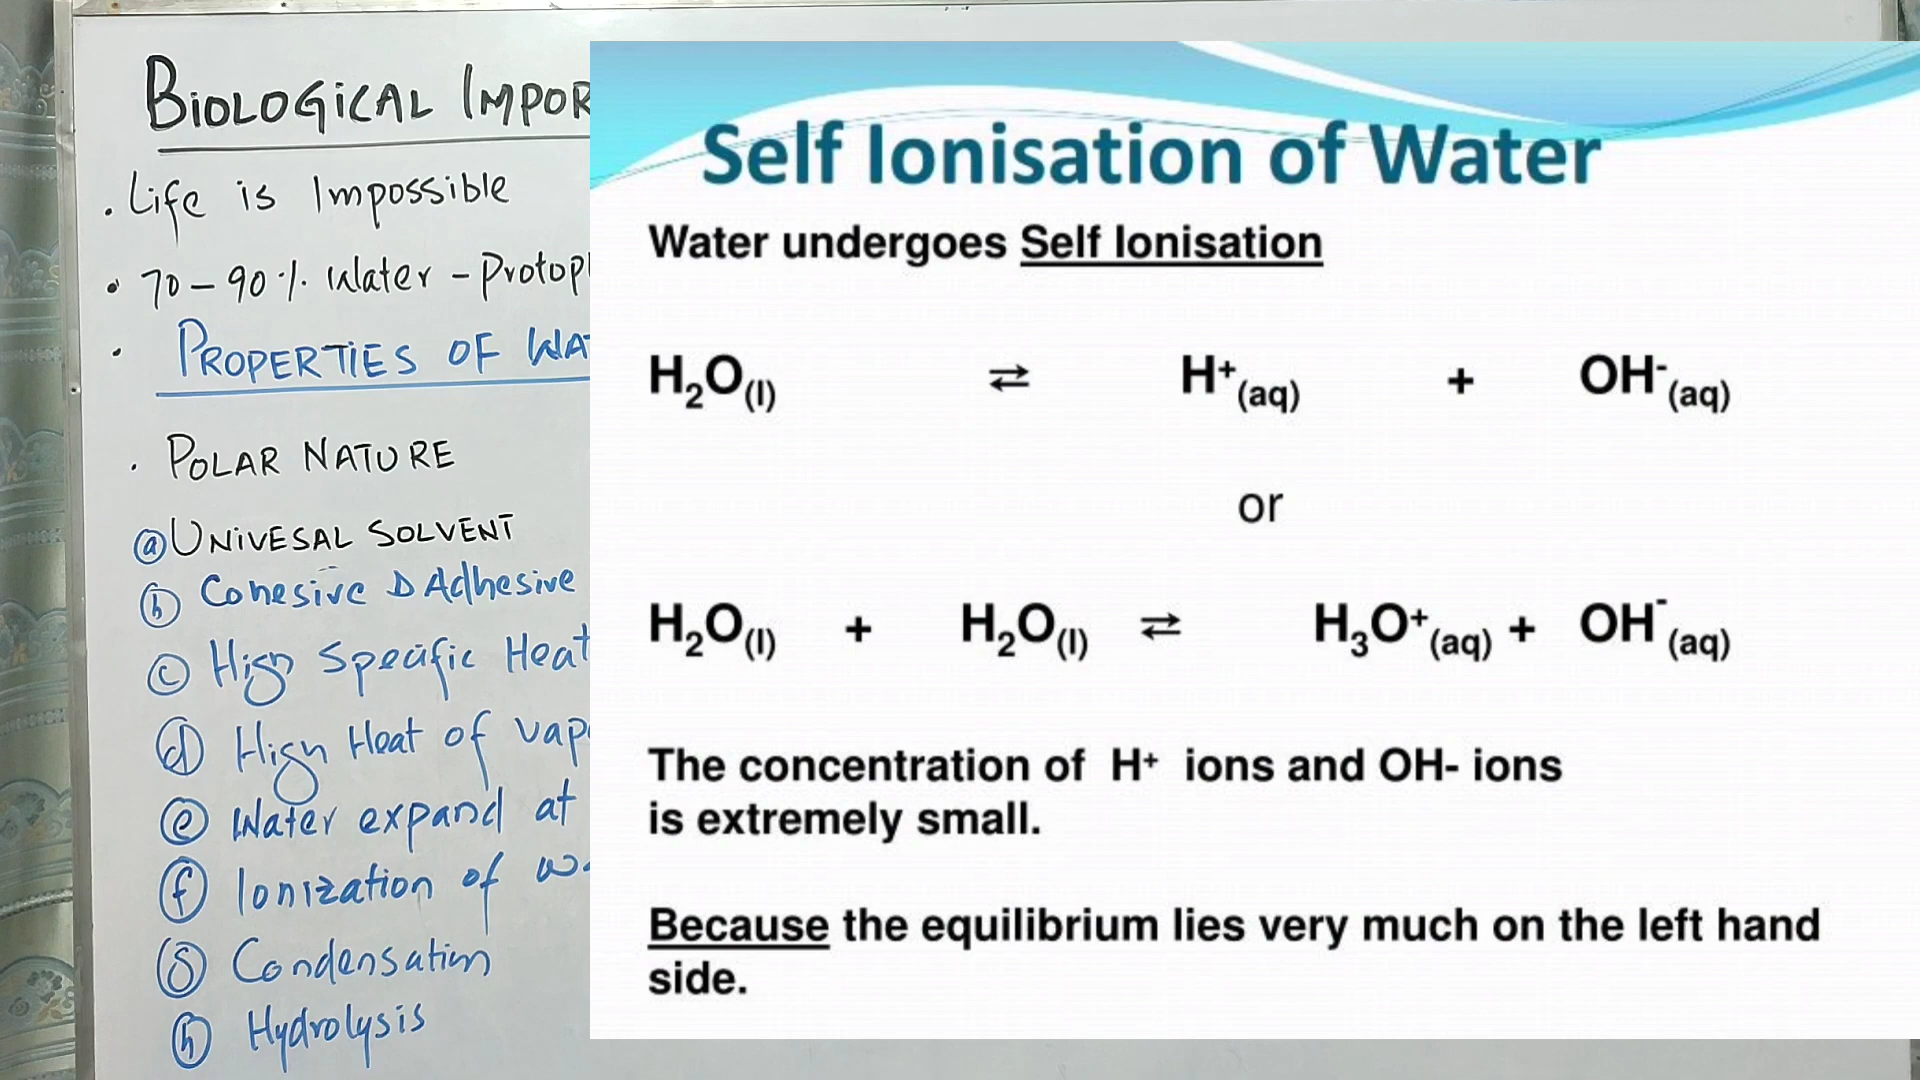 BIOLOGICAL IMPOR
. Life is Impossible
• 70-90% Water - Protopl
. PROPERTIES OF WA
. POLAR NATURE
ⓐ UNIVESAL SOLVENT
ⓑ Cohesive & Adhesive
ⓒ High Specific Heat
ⓓ High Heat of vap
ⓔ Water expand at
ⓕ Ionization of wa
ⓖ Condensation
ⓗ Hydrolysis
Self Ionisation of Water
Water undergoes Self Ionisation
H₂O(l) ⇄ H⁺(aq) + OH⁻(aq)
or
H₂O(l) + H₂O(l) ⇄ H₃O⁺(aq) + OH⁻(aq)
The concentration of H⁺ ions and OH- ions
is extremely small.
Because the equilibrium lies very much on the left hand
side.